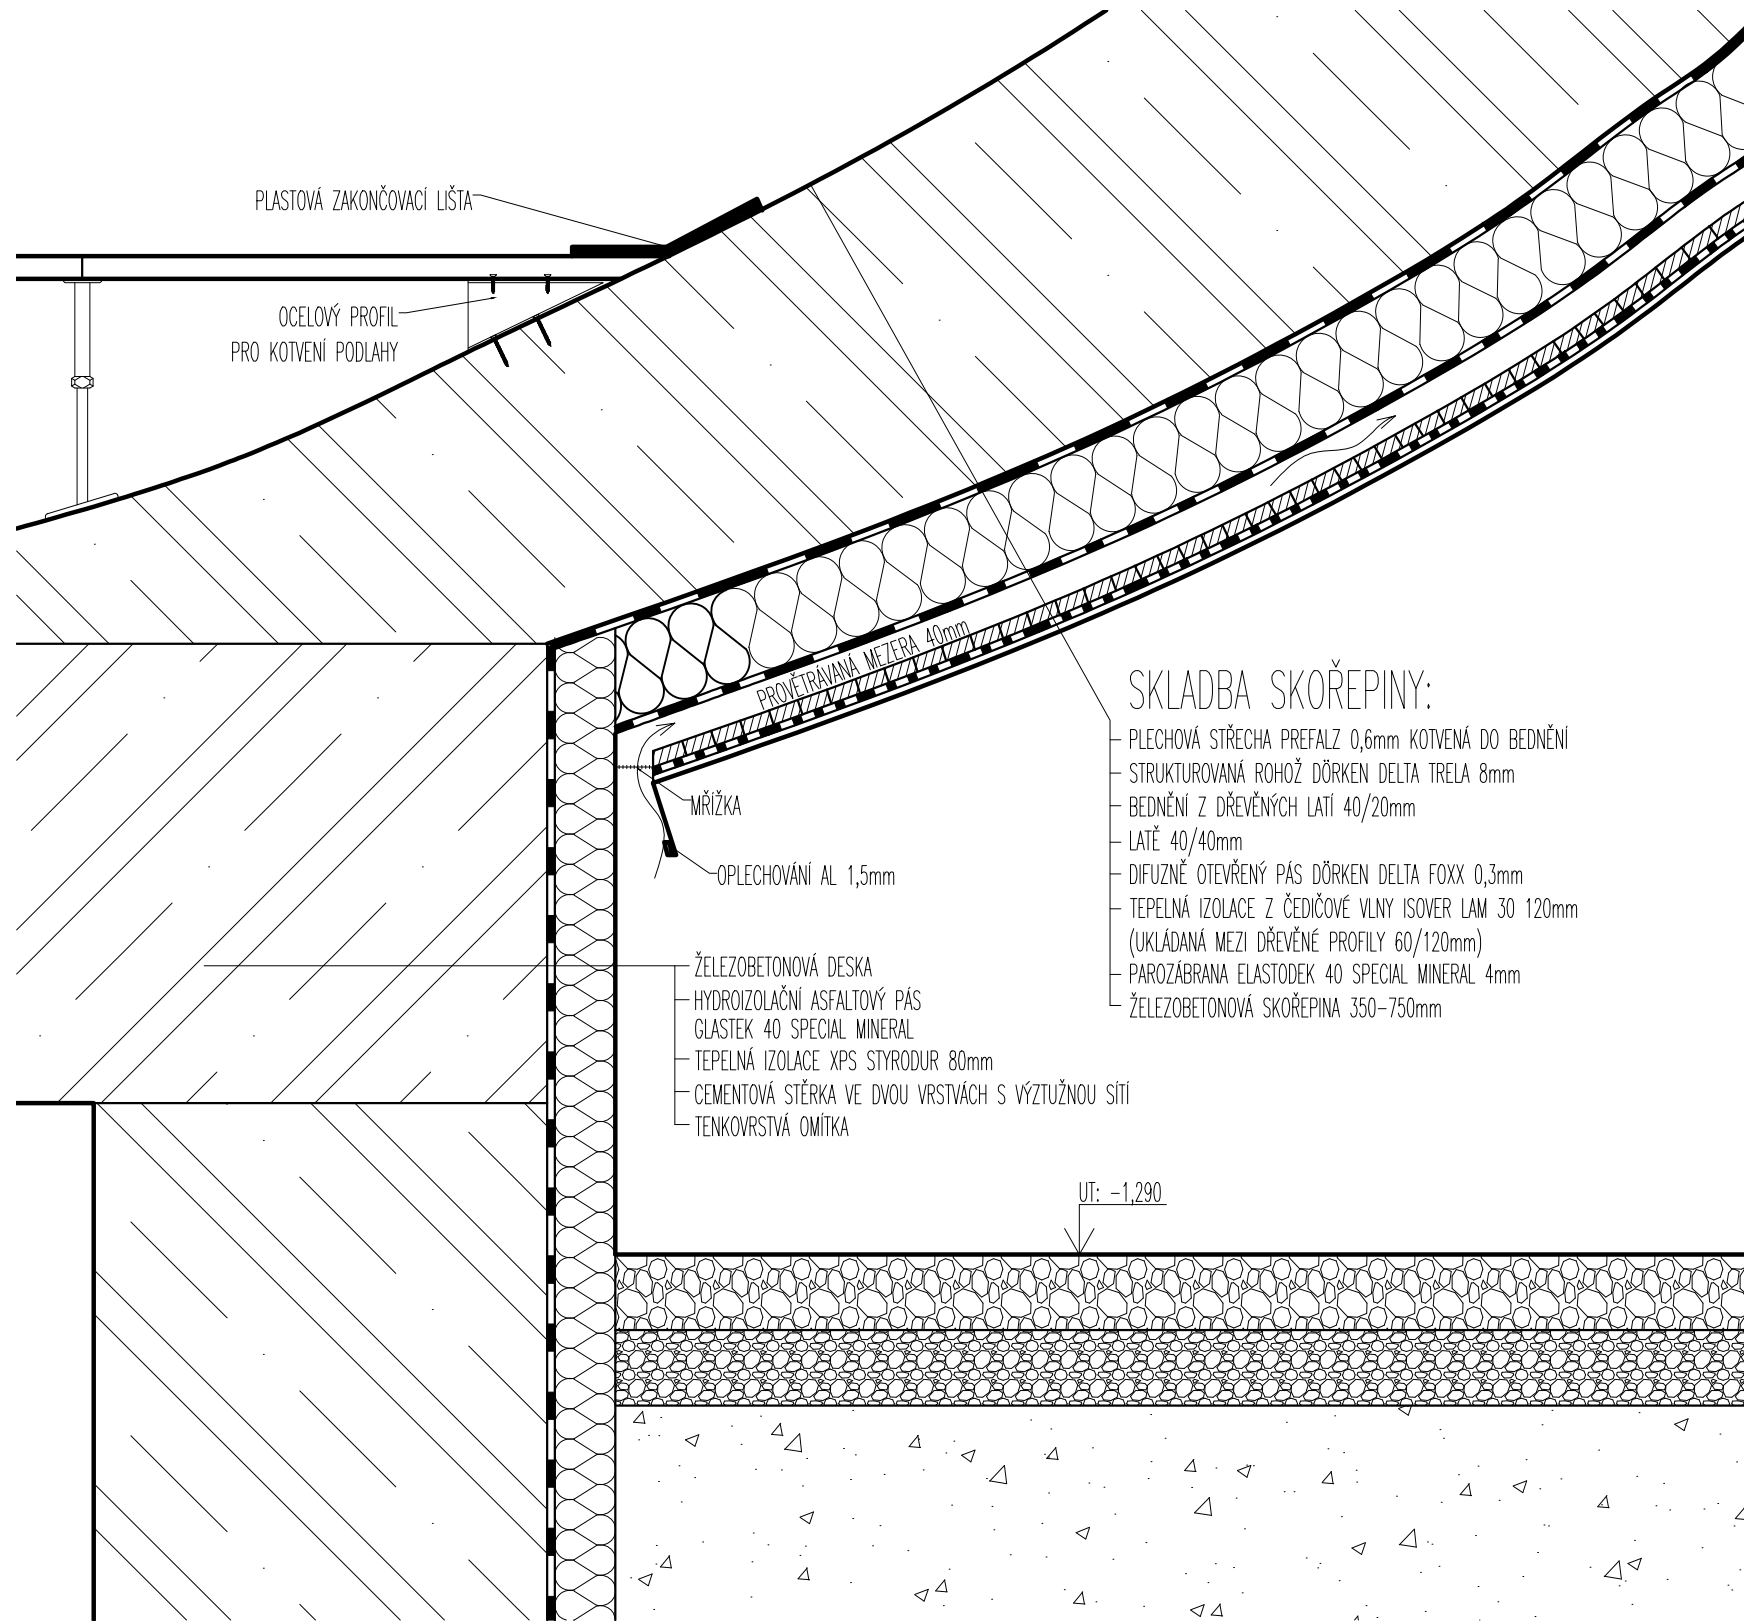 PLASTOVÁ ZAKONČOVACÍ LIŠTA
OCELOVÝ PROFIL
PRO KOTVENÍ PODLAHY
PROVĚTRÁVANÁ MEZERA 40mm
MŘÍŽKA
OPLECHOVÁNÍ AL 1,5mm
SKLADBA SKOŘEPINY:
PLECHOVÁ STŘECHA PREFALZ 0,6mm KOTVENÁ DO BEDNĚNÍ
STRUKTUROVANÁ ROHOŽ DÖRKEN DELTA TRELA 8mm
BEDNĚNÍ Z DŘEVĚNÝCH LATÍ 40/20mm
LATĚ 40/40mm
DIFUZNĚ OTEVŘENÝ PÁS DÖRKEN DELTA FOXX 0,3mm
TEPELNÁ IZOLACE Z ČEDIČOVÉ VLNY ISOVER LAM 30 120mm
(UKLÁDANÁ MEZI DŘEVĚNÉ PROFILY 60/120mm)
PAROZÁBRANA ELASTODEK 40 SPECIAL MINERAL 4mm
ŽELEZOBETONOVÁ SKOŘEPINA 350-750mm
ŽELEZOBETONOVÁ DESKA
HYDROIZOLAČNÍ ASFALTOVÝ PÁS
GLASTEK 40 SPECIAL MINERAL
TEPELNÁ IZOLACE XPS STYRODUR 80mm
CEMENTOVÁ STĚRKA VE DVOU VRSTVÁCH S VÝZTUŽNOU SÍTÍ
TENKOVRSTVÁ OMÍTKA
UT: -1,290